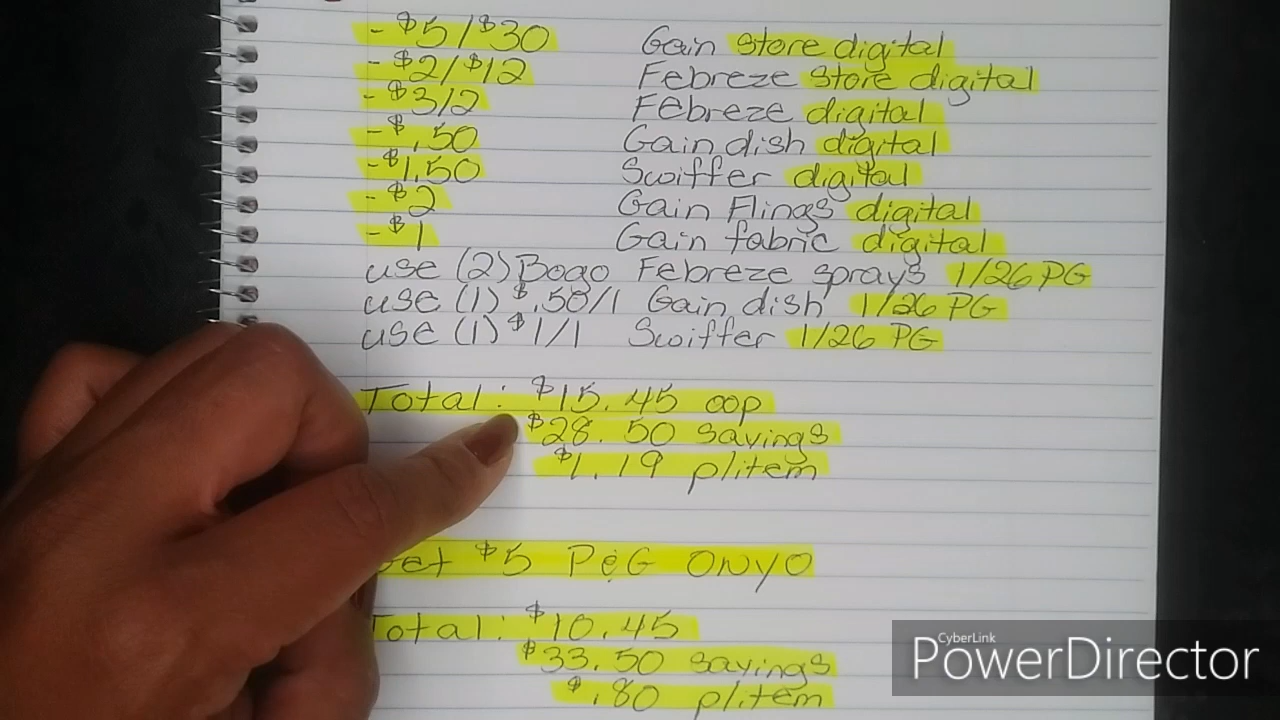 - $5/$30 Gain store digital
- $2/$12 Febreze store digital
- $3/2 Febreze digital
- $.50 Gain dish digital
- $1.50 Swiffer digital
- $2 Gain Flings digital
- $1 Gain fabric digital
use (2) Bogo Febreze sprays 1/26 PG
use (1) $.50/1 Gain dish 1/26 PG
use (1) $1/1 Swiffer 1/26 PG
Total: $15.45 oop
$28.50 savings
$1.19 p/item
$5 P&G ONYO
Total: $10.45
$33.50 savings
$.80 p/item
CyberLink
PowerDirector